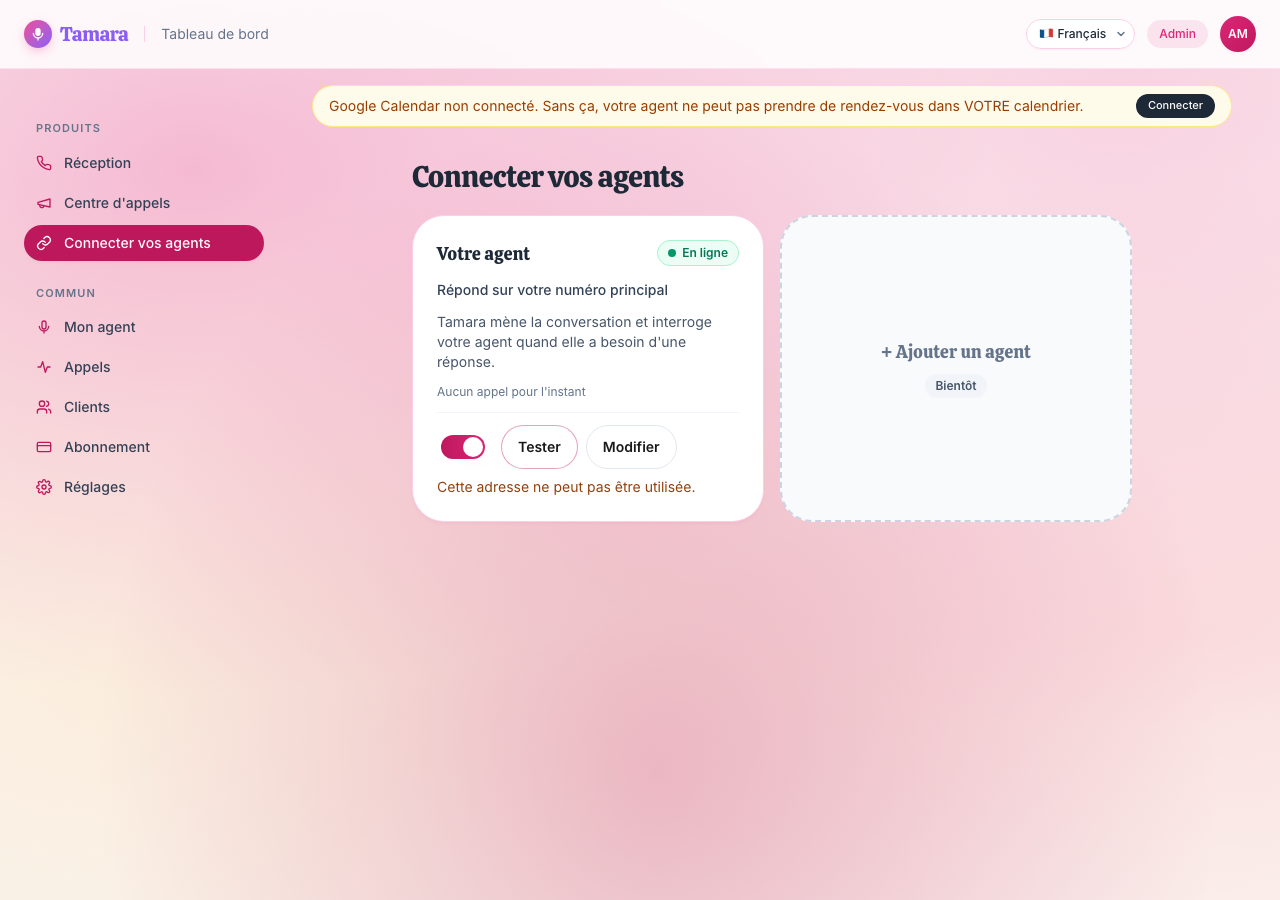 Tamara
Tableau de bord
Français
Admin
AM
Google Calendar non connecté. Sans ça, votre agent ne peut pas prendre de rendez-vous dans VOTRE calendrier.
Connecter
PRODUITS
Réception
Centre d'appels
Connecter vos agents
COMMUN
Mon agent
Appels
Clients
Abonnement
Réglages
Connecter vos agents
Votre agent
En ligne
Répond sur votre numéro principal
Tamara mène la conversation et interroge
votre agent quand elle a besoin d'une
réponse.
Aucun appel pour l'instant
Tester
Modifier
Cette adresse ne peut pas être utilisée.
+ Ajouter un agent
Bientôt